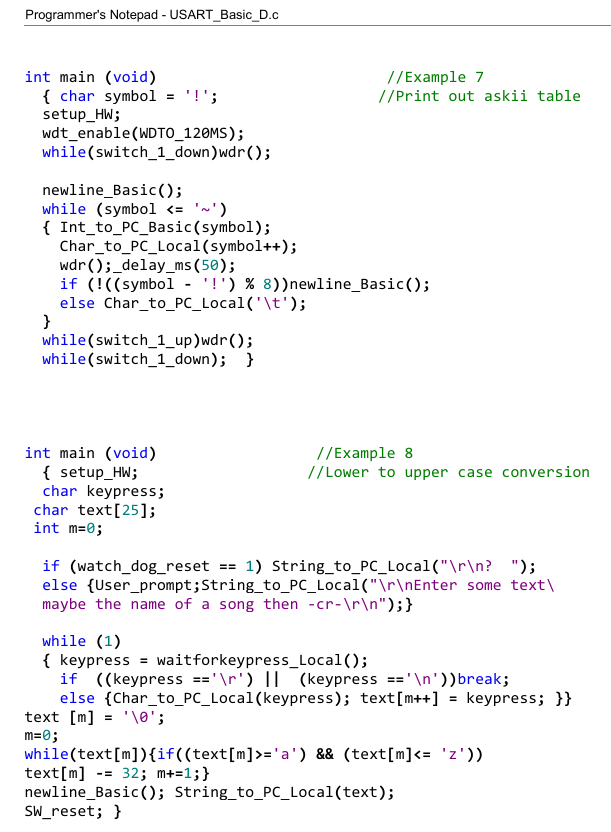 Programmer's Notepad - USART_Basic_D.c
int main (void) //Example 7
{ char symbol = '!'; //Print out askii table
setup_HW;
wdt_enable(WDTO_120MS);
while(switch_1_down)wdr();
newline_Basic();
while (symbol <= '~')
{ Int_to_PC_Basic(symbol);
Char_to_PC_Local(symbol++);
wdr();_delay_ms(50);
if (!((symbol - '!') % 8))newline_Basic();
else Char_to_PC_Local('\t');
}
while(switch_1_up)wdr();
while(switch_1_down); }
int main (void) //Example 8
{ setup_HW; //Lower to upper case conversion
char keypress;
char text[25];
int m=0;
if (watch_dog_reset == 1) String_to_PC_Local("\r\n? ");
else {User_prompt;String_to_PC_Local("\r\nEnter some text\
maybe the name of a song then -cr-\r\n");}
while (1)
{ keypress = waitforkeypress_Local();
if ((keypress =='\r') || (keypress =='\n'))break;
else {Char_to_PC_Local(keypress); text[m++] = keypress; }}
text [m] = '\0';
m=0;
while(text[m]){if((text[m]>='a') && (text[m]<= 'z'))
text[m] -= 32; m+=1;}
newline_Basic(); String_to_PC_Local(text);
SW_reset; }